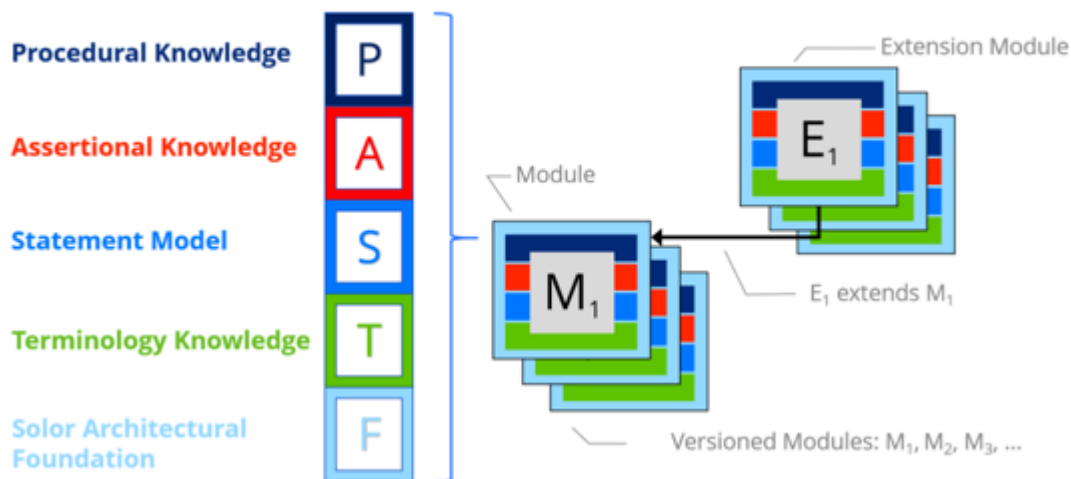 Procedural Knowledge
P
Assertional Knowledge
A
Statement Model
S
Terminology Knowledge
T
Solor Architectural
Foundation
F
Module
M₁
Extension Module
E₁
E₁ extends M₁
Versioned Modules: M₁, M₂, M₃, ...